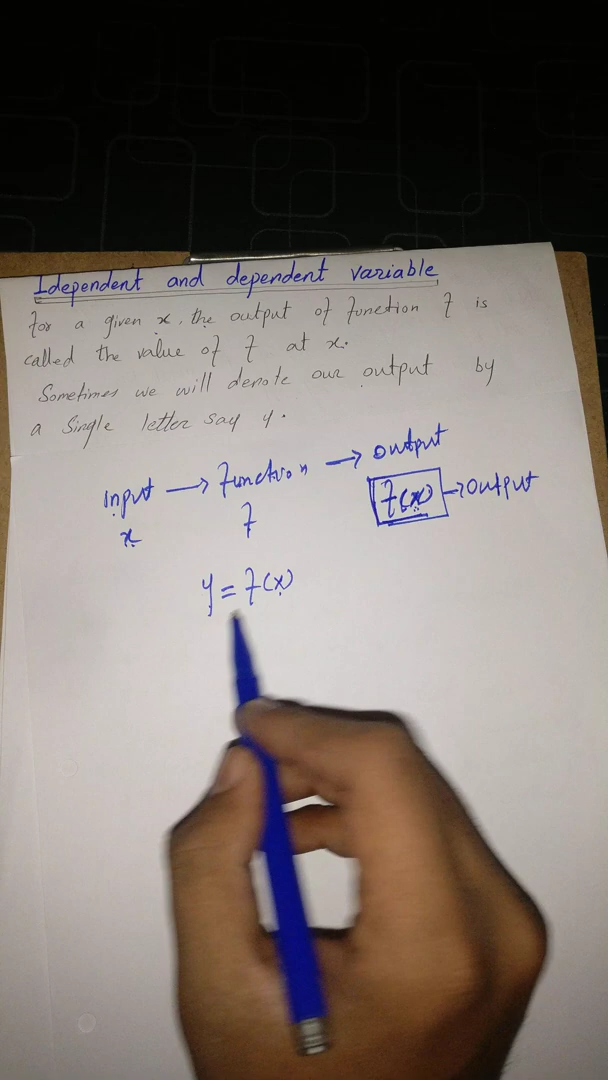 Idependent and dependent variable
for a given x, the output of function f is
called the value of f at x.
Sometimes we will denote our output by
a single letter say y.
input → function → output
x f f(x) → output
y = f(x)